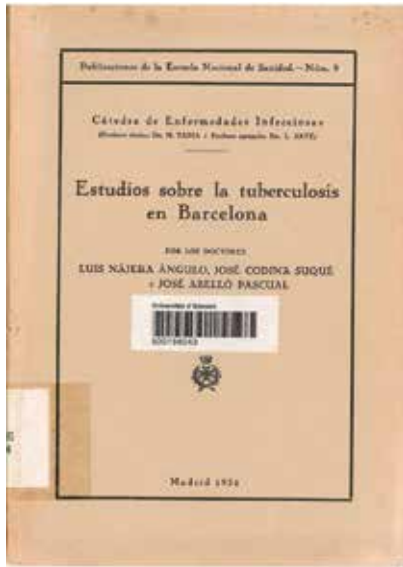 Publicaciones de la Escuela Nacional de Sanidad.—Núm. 9
Cátedra de Enfermedades Infecciosas
Estudios sobre la tuberculosis
en Barcelona
POR LOS DOCTORES
LUIS NÁJERA ÁNGULO, JOSÉ CODINA SUQUÉ
Y JOSÉ ABELLÓ PASCUAL
Madrid